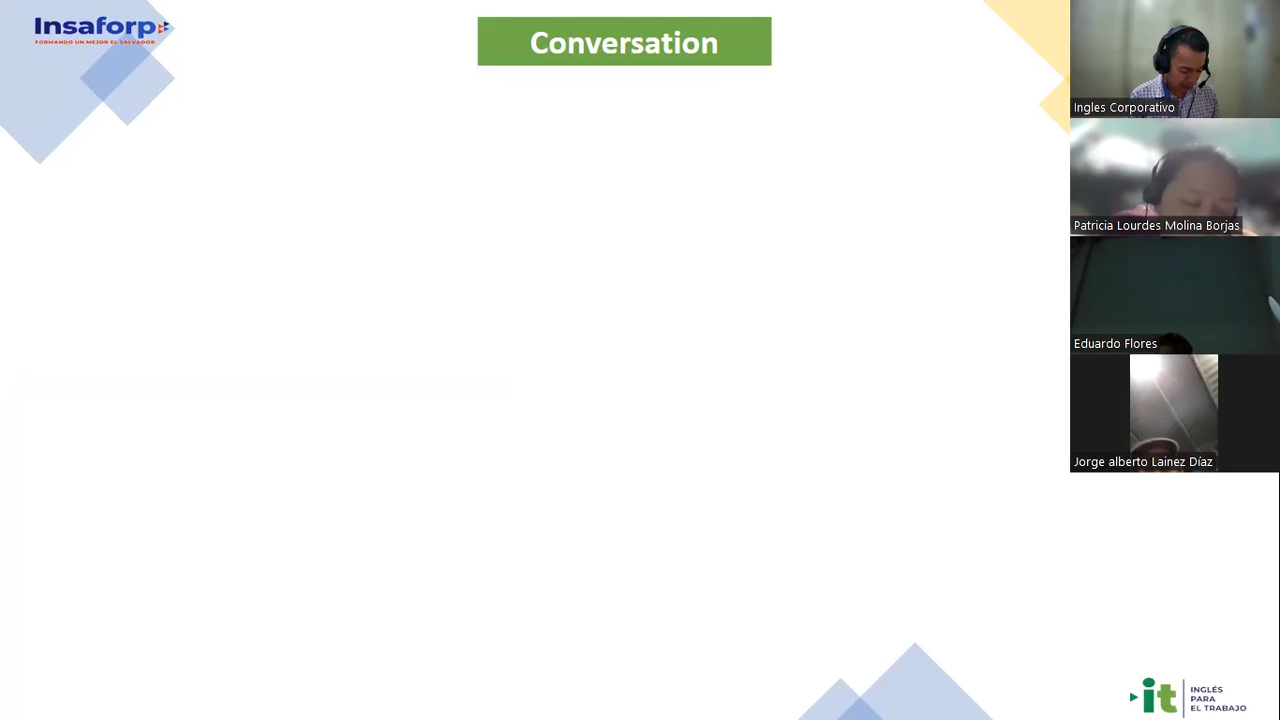 Insaforp
FORMANDO UN MEJOR EL SALVADOR
Conversation
Ingles Corporativo
Patricia Lourdes Molina Borjas
Eduardo Flores
Jorge alberto Lainez Díaz
it
INGLÉS
PARA
EL TRABAJO